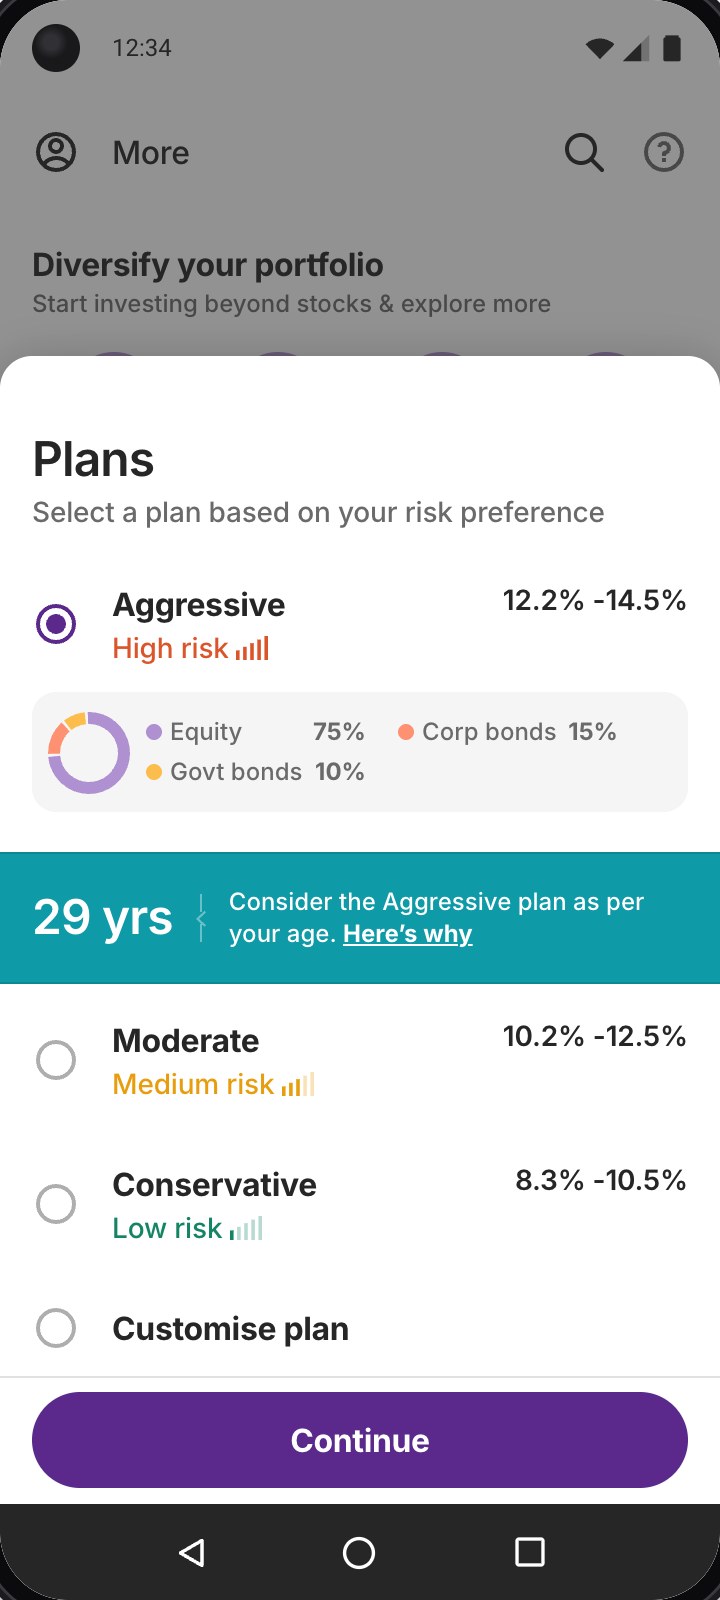 12:34
More
Diversify your portfolio
Start investing beyond stocks & explore more
Plans
Select a plan based on your risk preference
Aggressive
12.2% -14.5%
High risk
Equity 75%
Corp bonds 15%
Govt bonds 10%
29 yrs
Consider the Aggressive plan as per
your age. Here’s why
Moderate
10.2% -12.5%
Medium risk
Conservative
8.3% -10.5%
Low risk
Customise plan
Continue